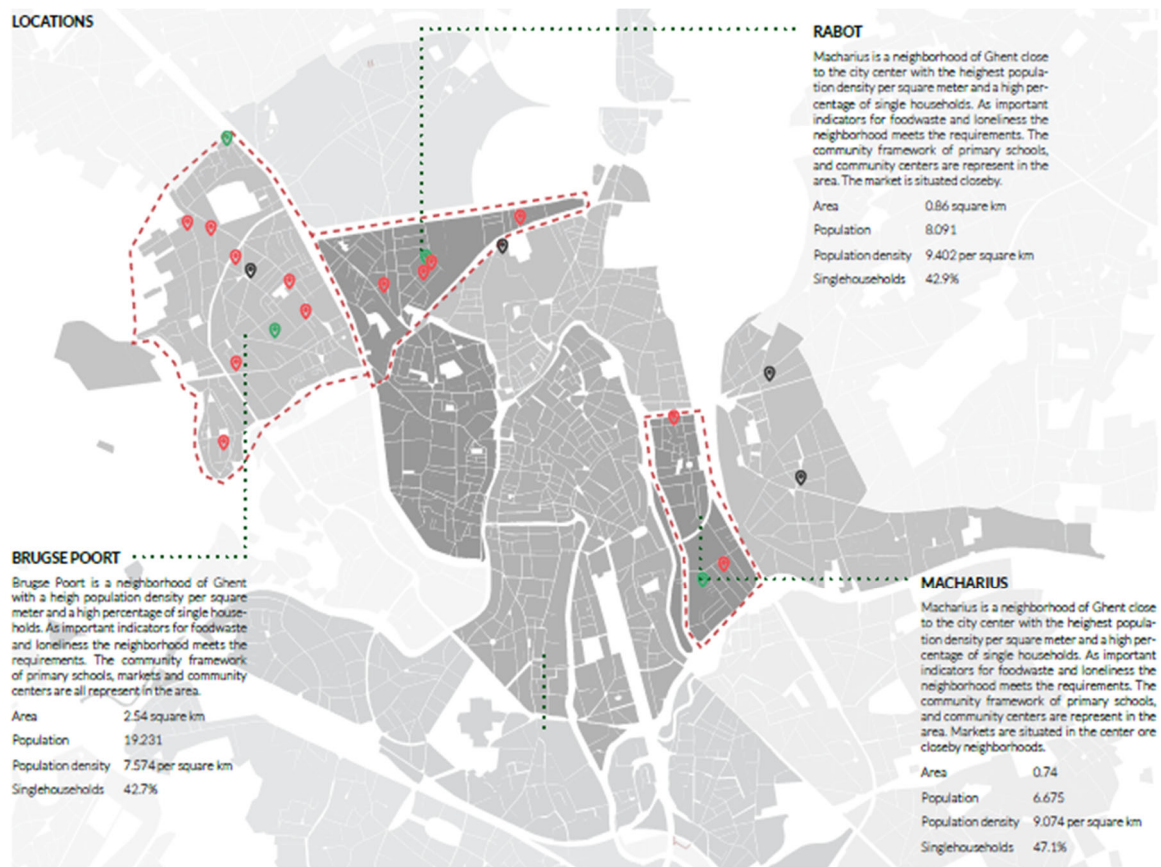 LOCATIONS
RABOT
Macharius is a neighborhood of Ghent close
to the city center with the heighest popula-
tion density per square meter and a high per-
centage of single households. As important
indicators for foodwaste and loneliness the
neighborhood meets the requirements. The
community framework of primary schools,
and community centers are represent in the
area. The market is situated closeby.
Area 0.86 square km
Population 8.091
Population density 9.402 per square km
Singlehouseholds 42.9%
BRUGSE POORT
Brugse Poort is a neighborhood of Ghent
with a heigh population density per square
meter and a high percentage of single house-
holds. As important indicators for foodwaste
and loneliness the neighborhood meets the
requirements. The community framework
of primary schools, markets and community
centers are all represent in the area.
Area 2.54 square km
Population 19.231
Population density 7.574 per square km
Singlehouseholds 42.7%
MACHARIUS
Macharius is a neighborhood of Ghent close
to the city center with the heighest popula-
tion density per square meter and a high per-
centage of single households. As important
indicators for foodwaste and loneliness the
neighborhood meets the requirements. The
community framework of primary schools,
and community centers are represent in the
area. Markets are situated in the center ore
closeby neighborhoods.
Area 0.74
Population 6.675
Population density 9.074 per square km
Singlehouseholds 47.1%